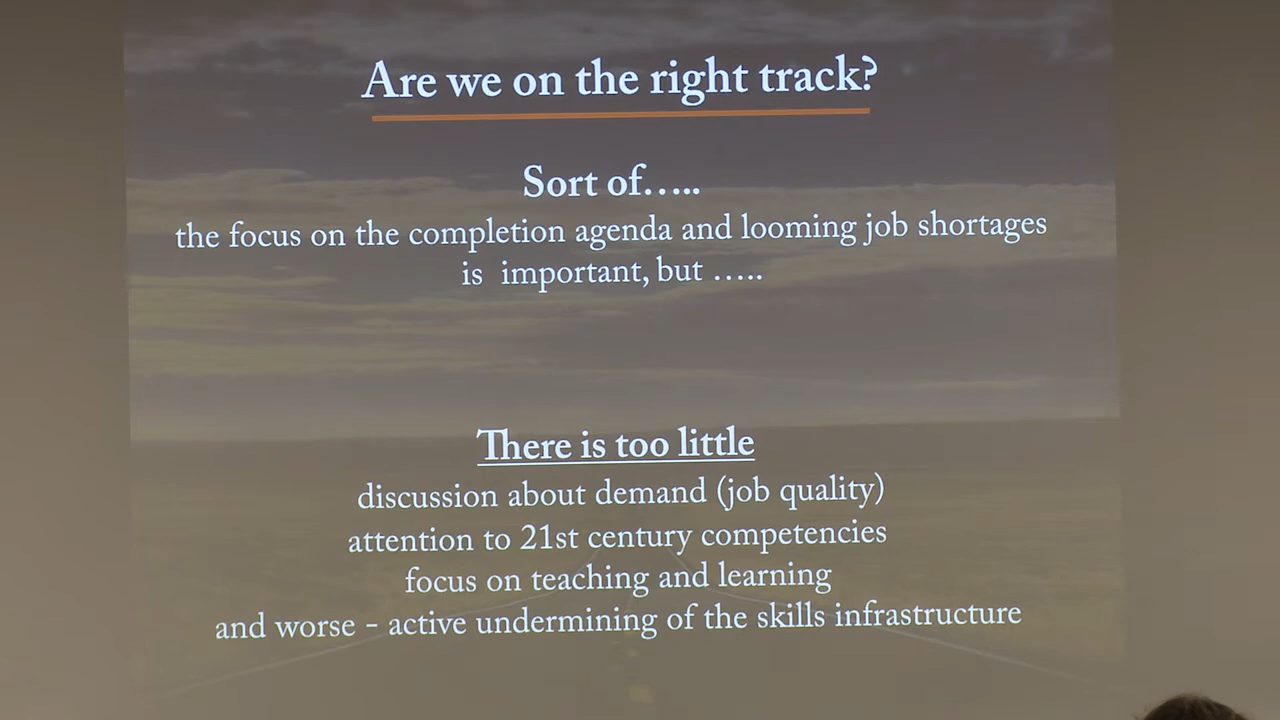 Are we on the right track?
Sort of.....
the focus on the completion agenda and looming job shortages
is important, but .....
There is too little
discussion about demand (job quality)
attention to 21st century competencies
focus on teaching and learning
and worse - active undermining of the skills infrastructure